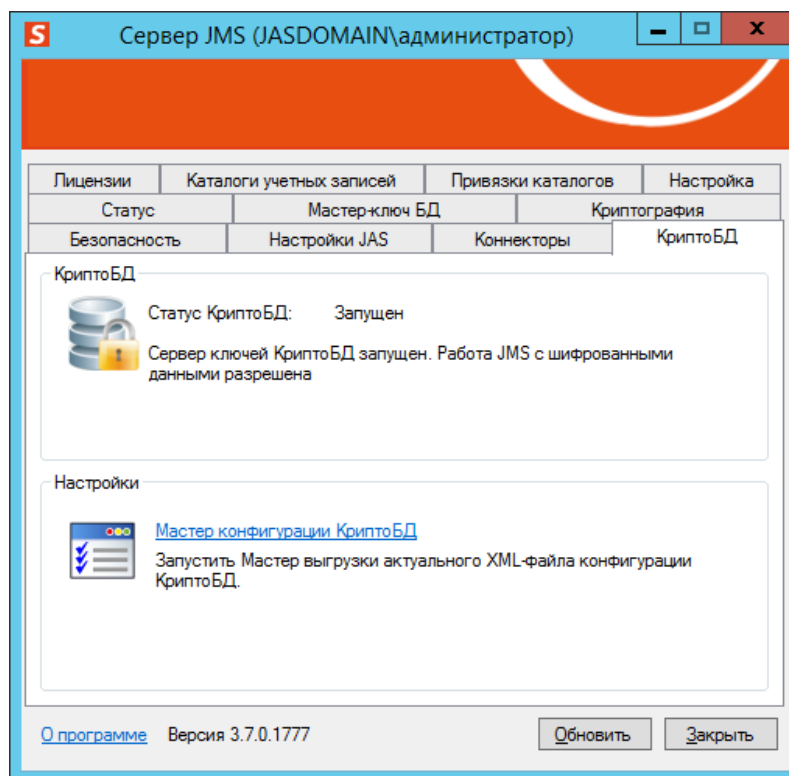 S Сервер JMS (JASDOMAIN\администратор)
Лицензии Каталоги учетных записей Привязки каталогов Настройка
Статус Мастер-ключ БД Криптография
Безопасность Настройки JAS Коннекторы КриптоБД
КриптоБД
Статус КриптоБД: Запущен
Сервер ключей КриптоБД запущен. Работа JMS с шифрованными
данными разрешена
Настройки
Мастер конфигурации КриптоБД
Запустить Мастер выгрузки актуального XML-файла конфигурации
КриптоБД.
О программе Версия 3.7.0.1777 Обновить Закрыть